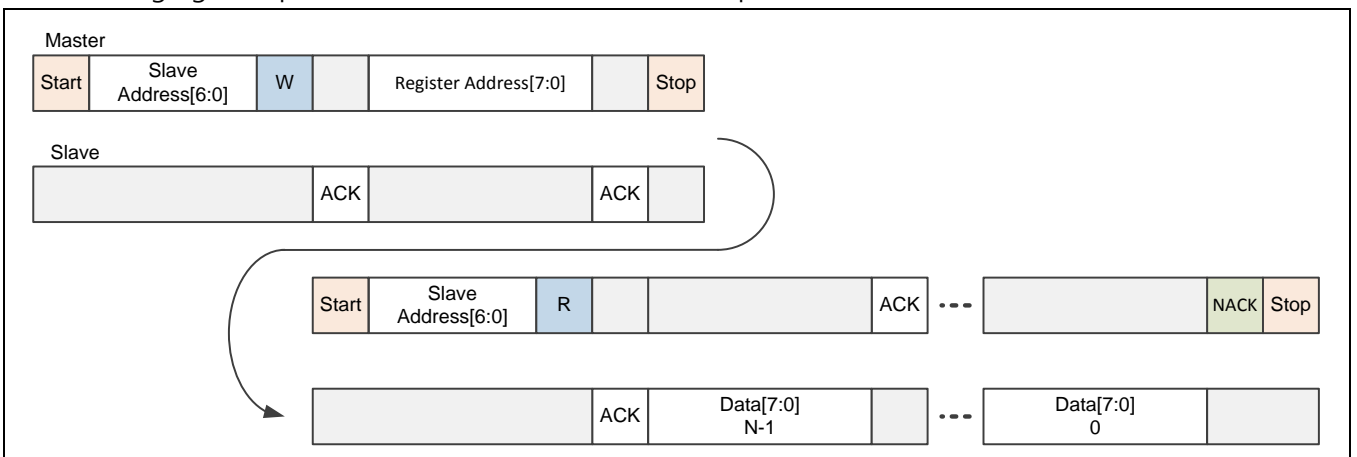 Master
Start
Slave
Address[6:0]
W
Register Address[7:0]
Stop
Slave
ACK
ACK
Start
Slave
Address[6:0]
R
ACK
NACK
Stop
ACK
Data[7:0]
N-1
Data[7:0]
0